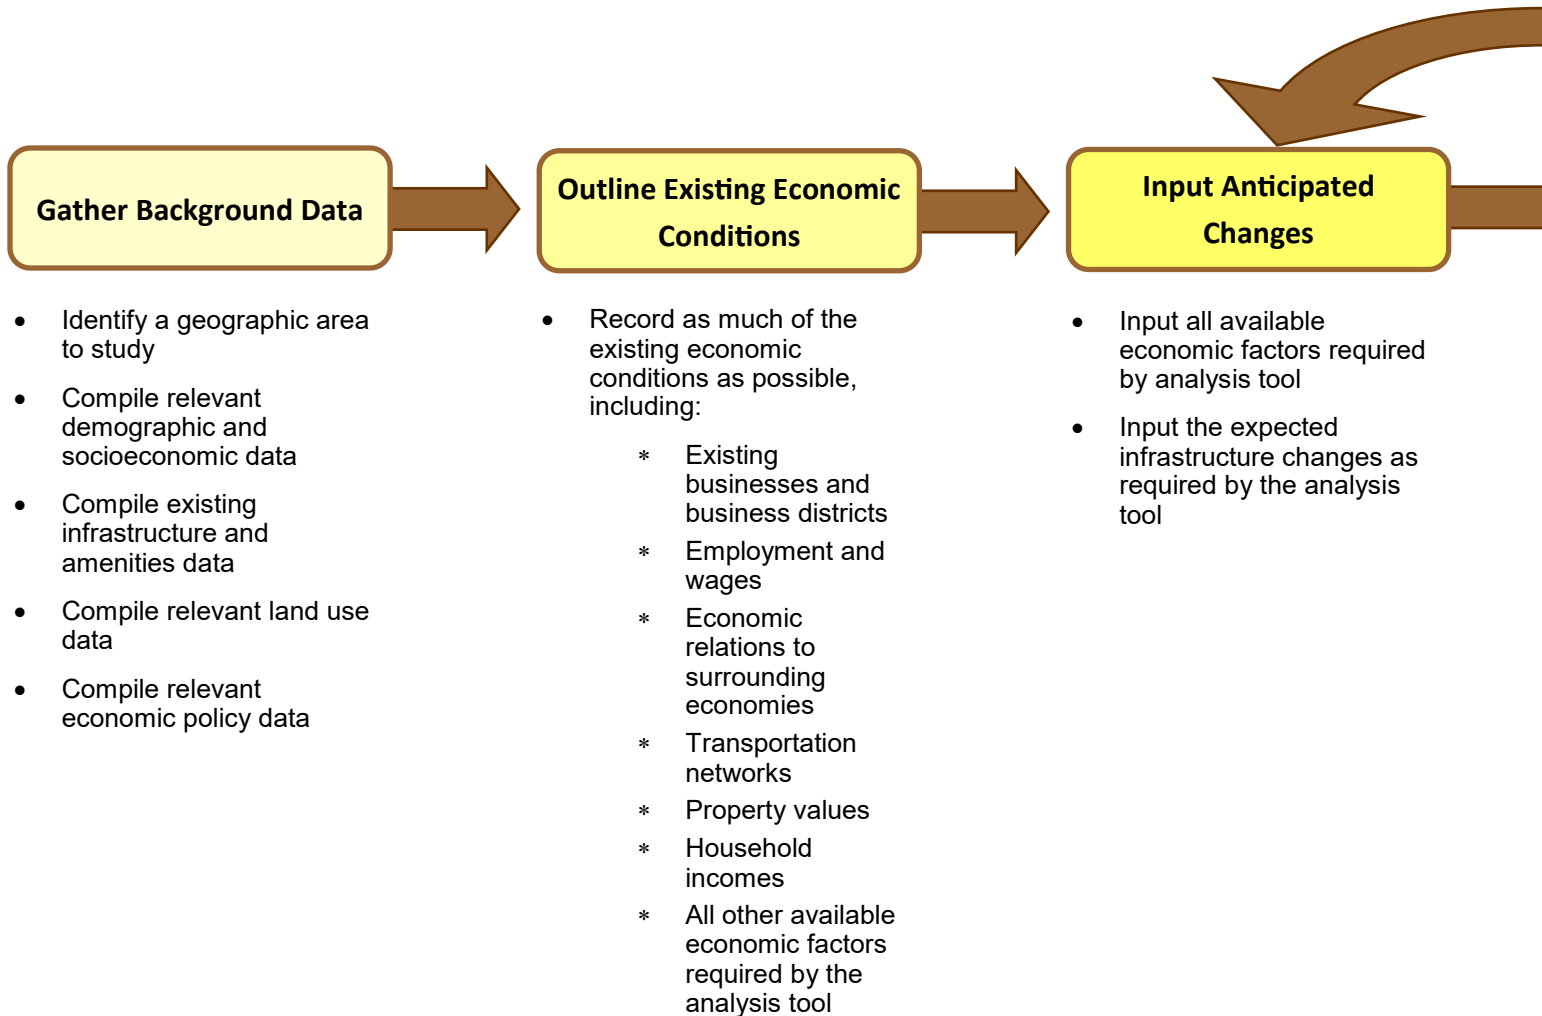 Gather Background Data
• Identify a geographic area
to study
• Compile relevant
demographic and
socioeconomic data
• Compile existing
infrastructure and
amenities data
• Compile relevant land use
data
• Compile relevant
economic policy data
Outline Existing Economic
Conditions
• Record as much of the
existing economic
conditions as possible,
including:
* Existing
businesses and
business districts
* Employment and
wages
* Economic
relations to
surrounding
economies
* Transportation
networks
* Property values
* Household
incomes
* All other available
economic factors
required by the
analysis tool
Input Anticipated
Changes
• Input all available
economic factors required
by analysis tool
• Input the expected
infrastructure changes as
required by the analysis
tool